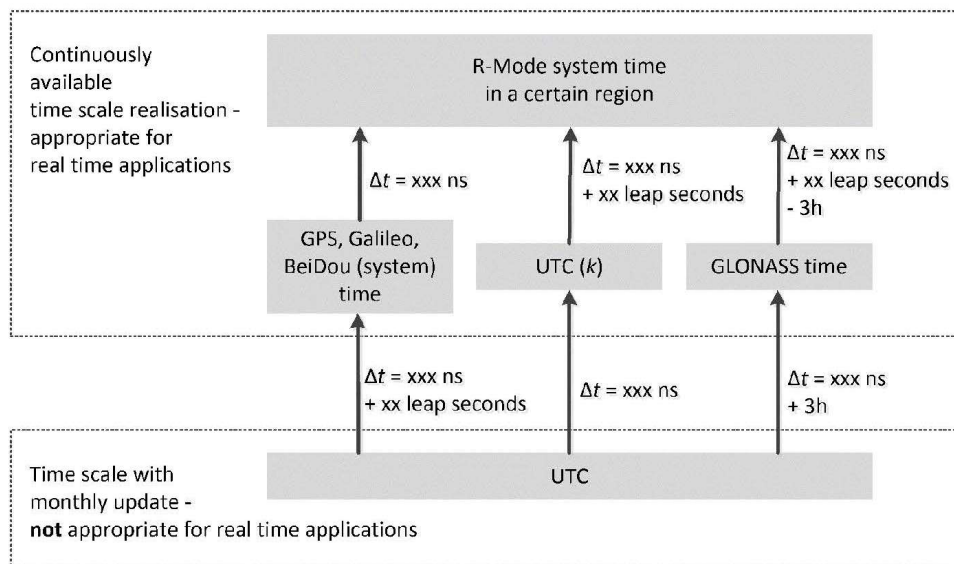 Continuously
available
time scale realisation -
appropriate for
real time applications
R-Mode system time
in a certain region
Δt = xxx ns
Δt = xxx ns
+ xx leap seconds
Δt = xxx ns
+ xx leap seconds
- 3h
GPS, Galileo,
BeiDou (system)
time
UTC (k)
GLONASS time
Δt = xxx ns
+ xx leap seconds
Δt = xxx ns
Δt = xxx ns
+ 3h
Time scale with
monthly update -
not appropriate for real time applications
UTC